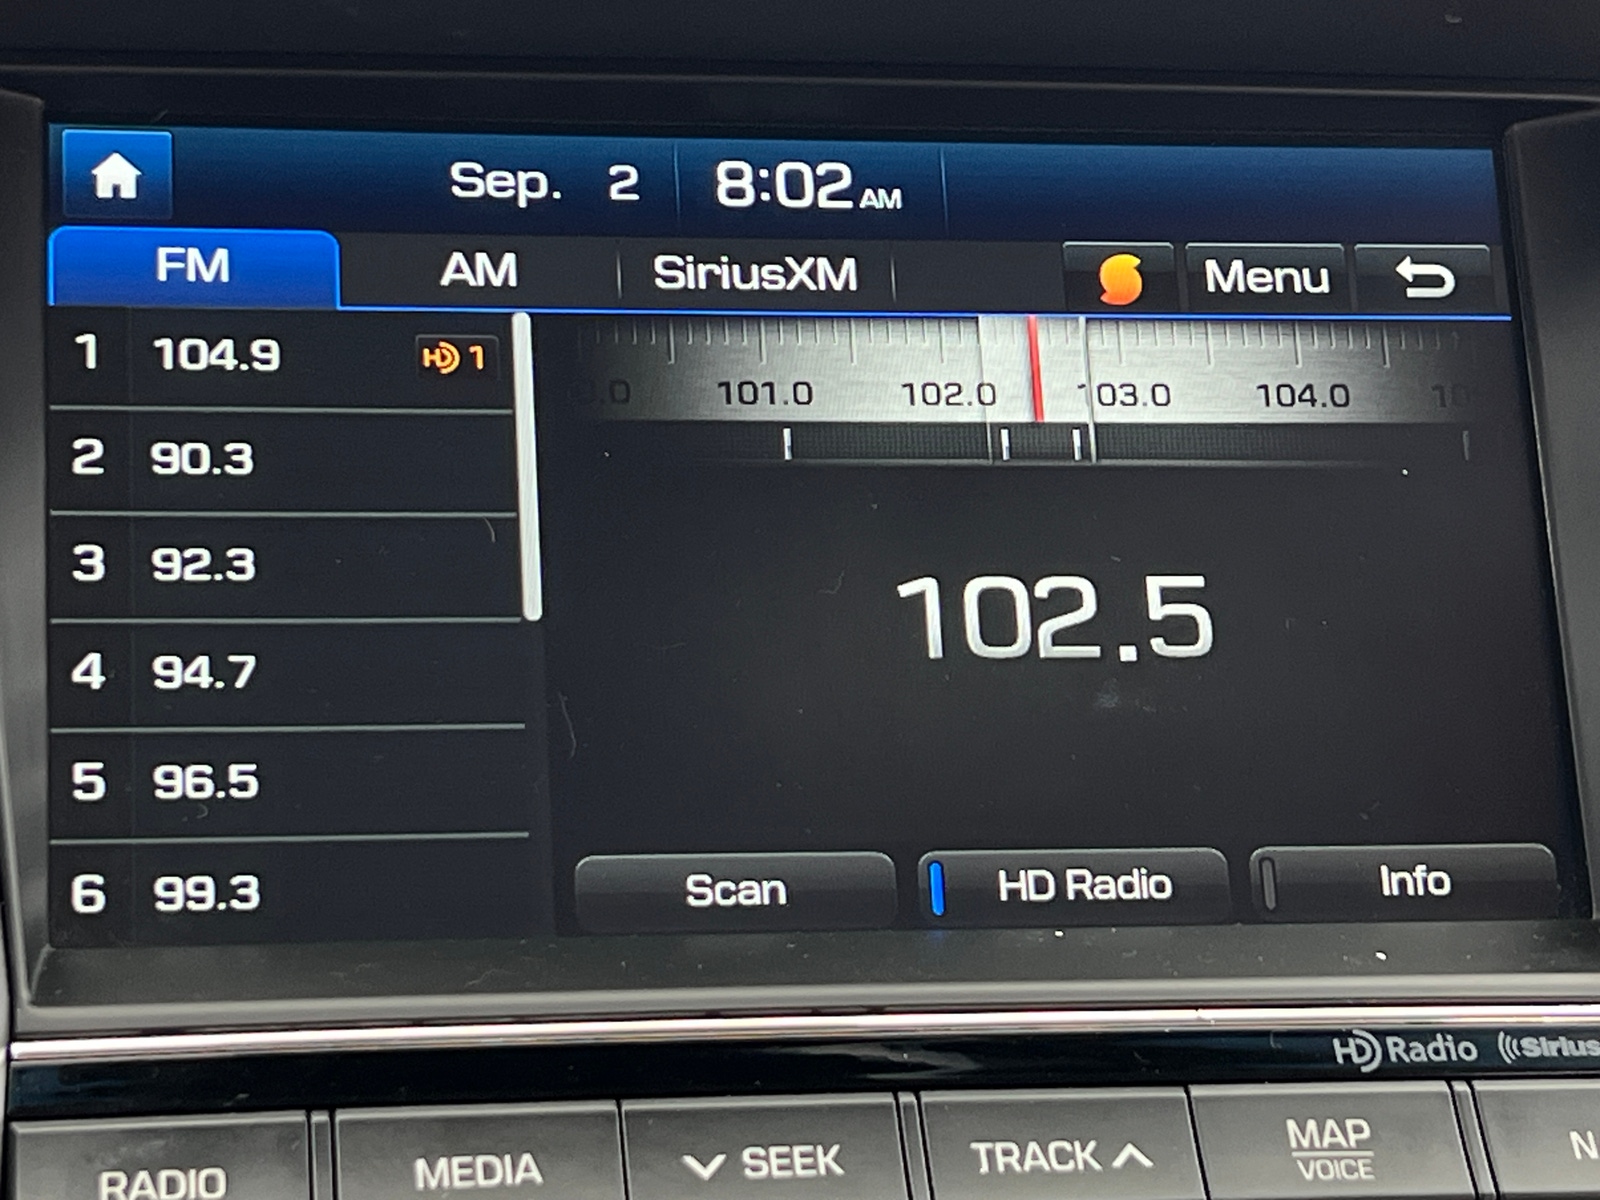 Sep. 2 8:02 AM
FM AM SiriusXM Menu
1 104.9 HD 1
101.0 102.0 103.0 104.0
2 90.3
3 92.3
102.5
4 94.7
5 96.5
6 99.3
Scan HD Radio Info
HD Radio Sirius
RADIO MEDIA SEEK TRACK MAP
VOICE